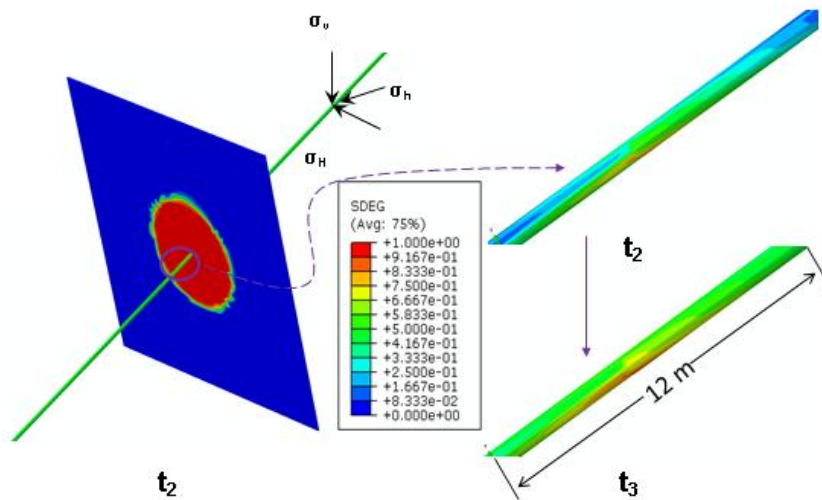 σᵥ
σₕ
σH
SDEG
(Avg: 75%)
+1.000e+00
+9.167e-01
+8.333e-01
+7.500e-01
+6.667e-01
+5.833e-01
+5.000e-01
+4.167e-01
+3.333e-01
+2.500e-01
+1.667e-01
+8.333e-02
+0.000e+00
t₂
12 m
t₂
t₃